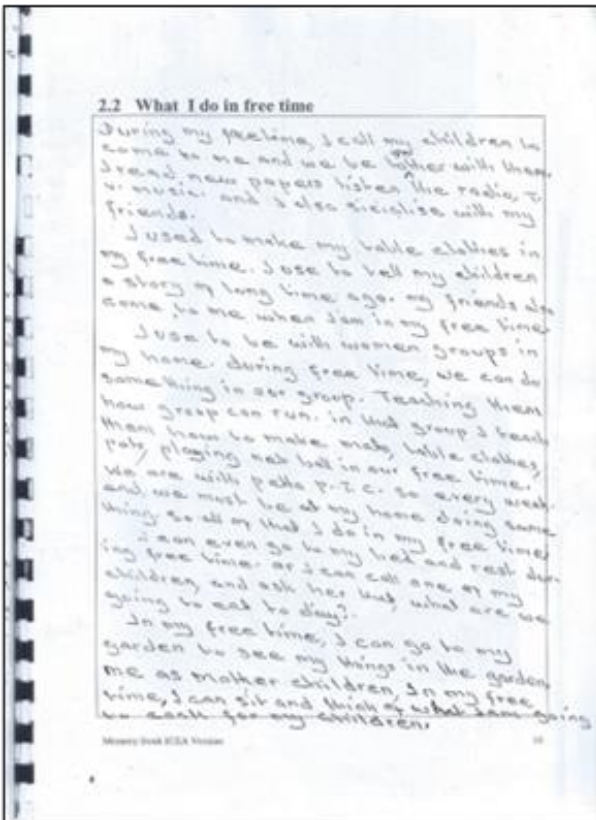 2.2 What I do in free time
During my freetime, I call my children to
come to me and we be together with them.
I read new papers listen the radio, T.
v. music. and I also sicialise with my
friends.
I used to make my table clothes in
my free time. I use to tell my children
a story of long time ago. my friends also
come to me when I am in my free time
I use to be with women groups in
my home. during free time, we can do
something in our group. Teaching them
how group can run. in that group I teach
them how to make mats, table clothes,
pots, playing net ball in our free time.
We are with p.T.C. so every week
end, we must be at my home doing some
thing. so all of that I do in my free time
I can even go to my bed and rest dur-
ing free time. or I can call one of my
children, and ask her that, what are we
going to eat to day?.
In my free time, I can go to my
garden to see my things in the garden
me as mother children, In my free
time, I can sit and think of what I am going
to cook for my children.
Memory Book ICEA Version